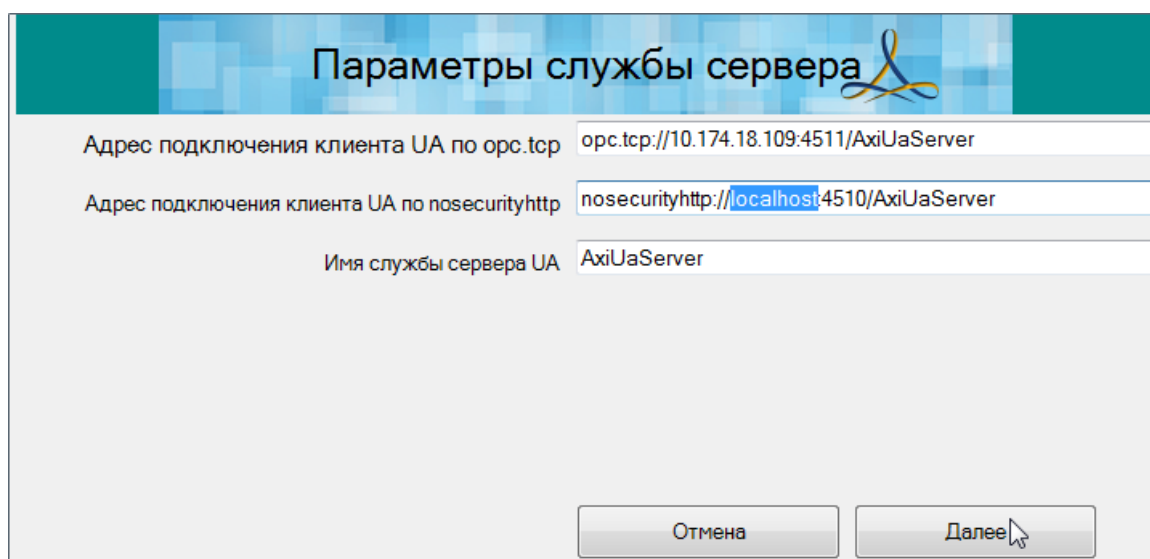 Параметры службы сервера
Адрес подключения клиента UA по opc.tcp opc.tcp://10.174.18.109:4511/AxiUaServer
Адрес подключения клиента UA по nosecurityhttp nosecurityhttp://localhost:4510/AxiUaServer
Имя службы сервера UA AxiUaServer
Отмена Далее